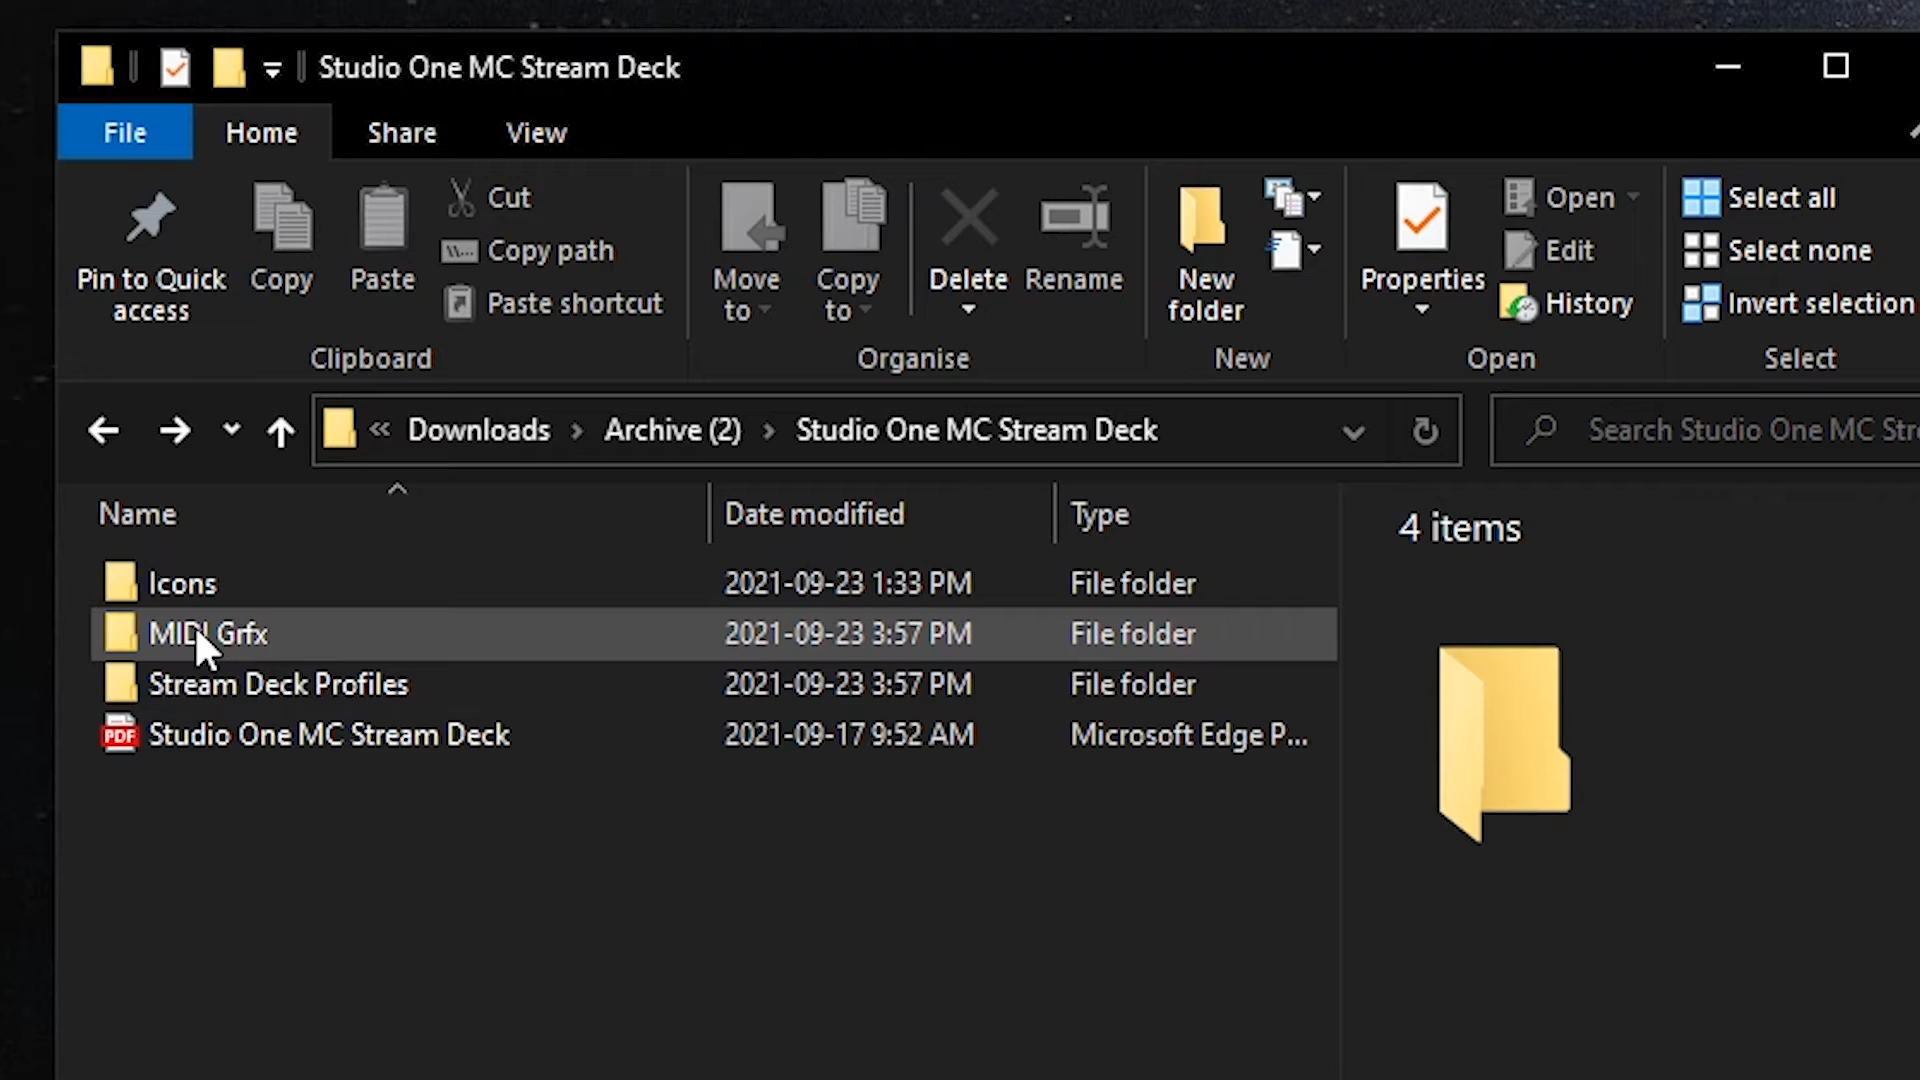 Studio One MC Stream Deck
File Home Share View
Pin to Quick access
Copy
Paste
Cut
Copy path
Paste shortcut
Clipboard
Move to
Copy to
Delete
Rename
Organise
New folder
New
Properties
Open
Edit
History
Open
Select all
Select none
Invert selection
Select
« Downloads > Archive (2) > Studio One MC Stream Deck
Search Studio One MC
Name Date modified Type
Icons 2021-09-23 1:33 PM File folder
MIDI Grfx 2021-09-23 3:57 PM File folder
Stream Deck Profiles 2021-09-23 3:57 PM File folder
PDF Studio One MC Stream Deck 2021-09-17 9:52 AM Microsoft Edge P...
4 items